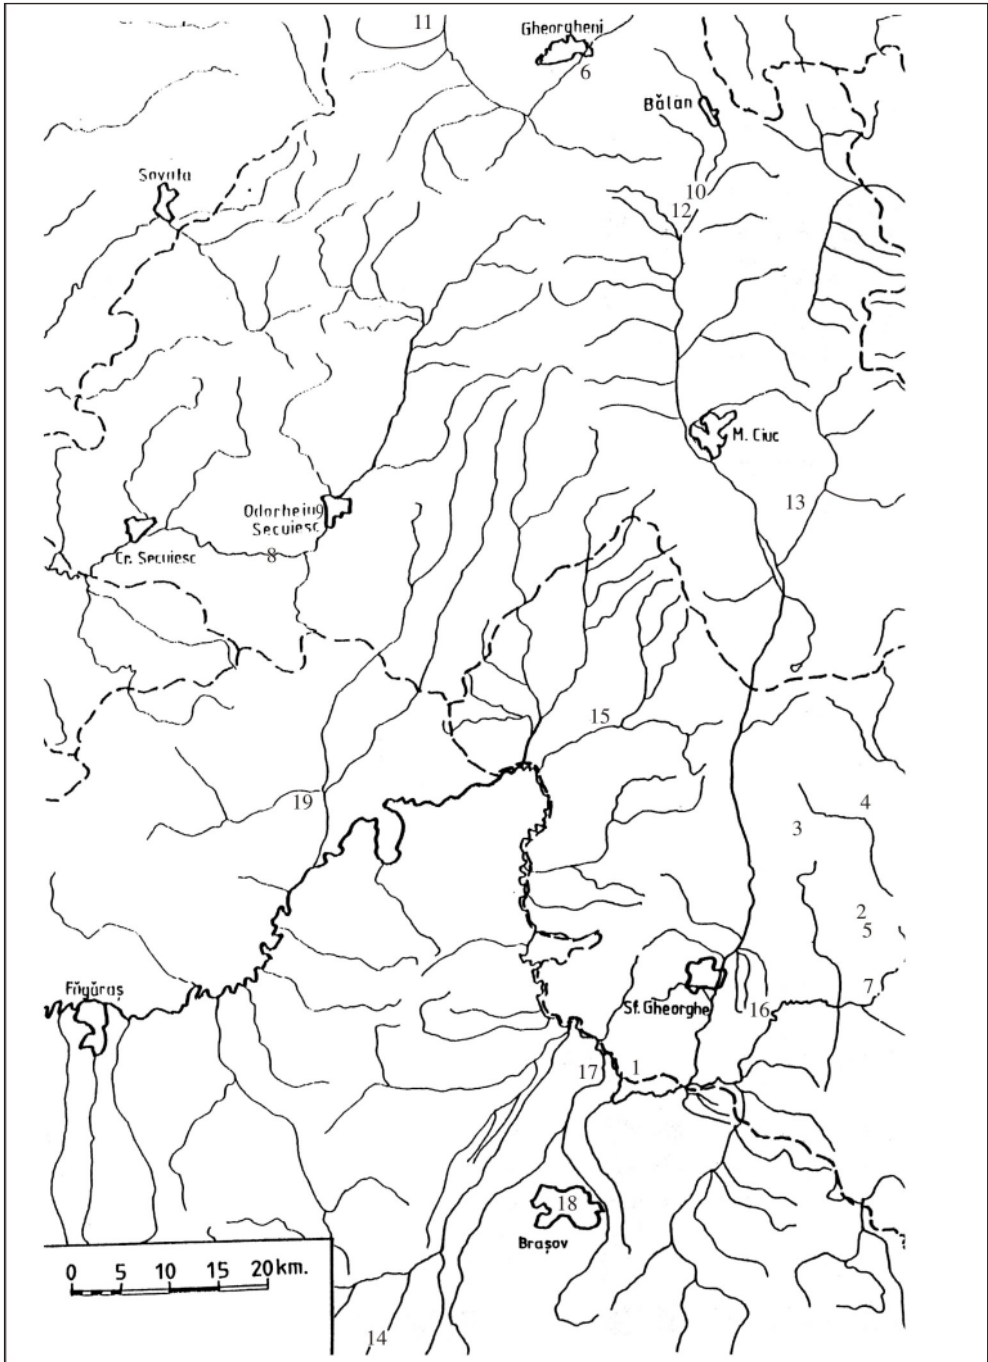 11
Gheorgheni
6
Bălan
Sovata
10
12
M. Ciuc
13
Odorheiug
Secuiesc
Cr. Secuiesc
8
15
19
4
3
2
5
Făgăraș
Sf. Gheorghe
7
16
17
1
18
Brașov
0 5 10 15 20 km.
14